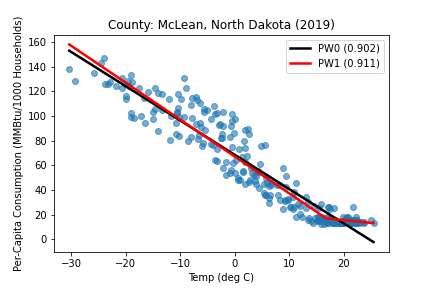 County: McLean, North Dakota (2019)
Per-Capita Consumption (MMBtu/1000 Households)
160
140
120
100
80
60
40
20
0
PW0 (0.902)
PW1 (0.911)
−30 −20 −10 0 10 20
Temp (deg C)